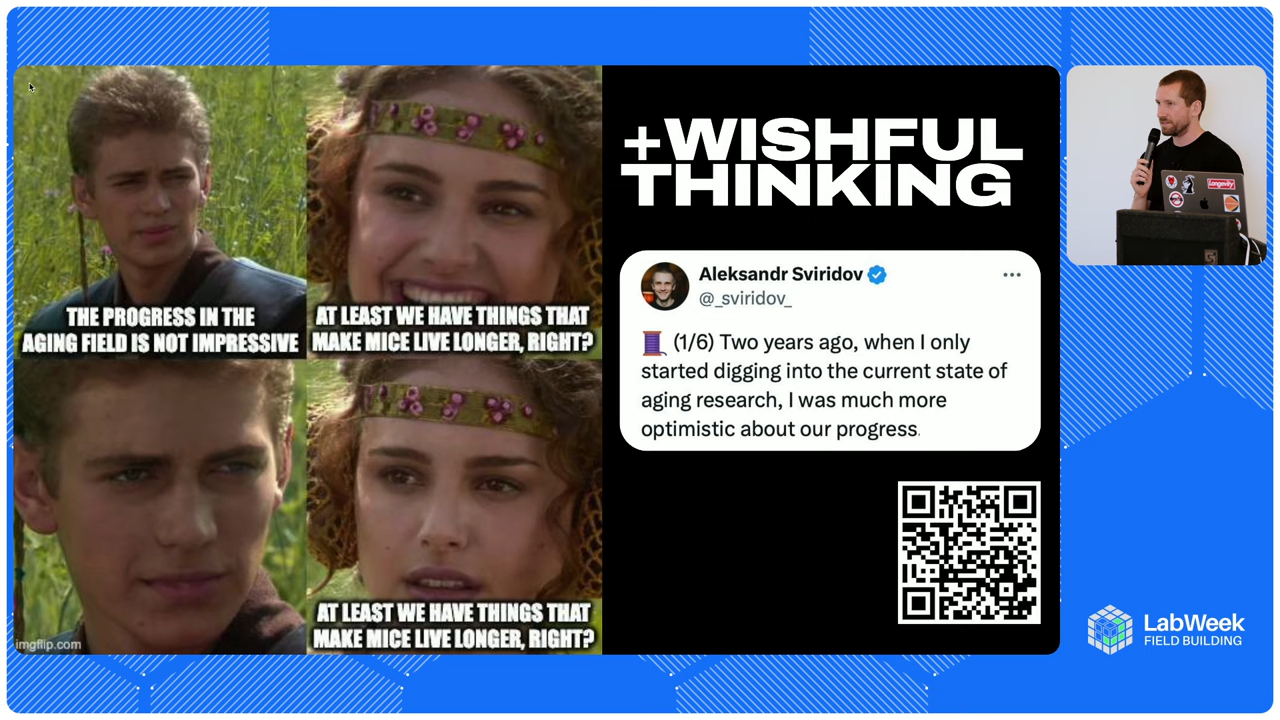 THE PROGRESS IN THE
AGING FIELD IS NOT IMPRESSIVE
AT LEAST WE HAVE THINGS THAT
MAKE MICE LIVE LONGER, RIGHT?
AT LEAST WE HAVE THINGS THAT
MAKE MICE LIVE LONGER, RIGHT?
imgflip.com
+WISHFUL
THINKING
Aleksandr Sviridov
@_sviridov_
(1/6) Two years ago, when I only
started digging into the current state of
aging research, I was much more
optimistic about our progress.
Longevity
LabWeek
FIELD BUILDING